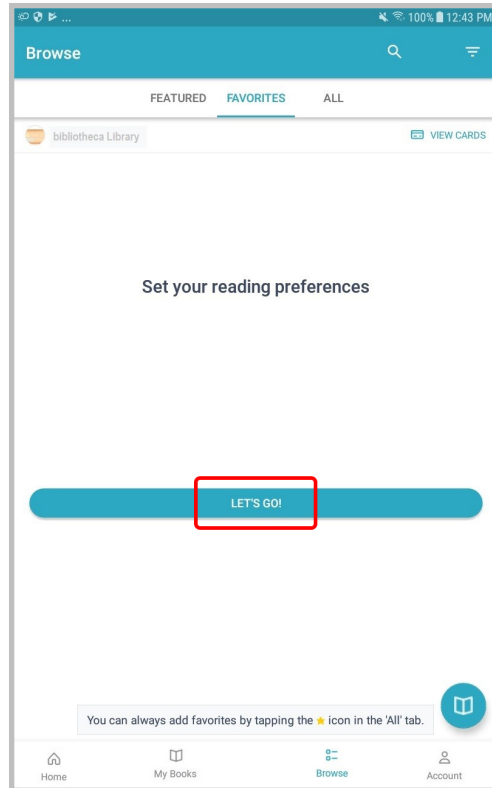 100% 12:43 PM
Browse
FEATURED FAVORITES ALL
bibliotheca Library VIEW CARDS
Set your reading preferences
LET'S GO!
You can always add favorites by tapping the ★ icon in the 'All' tab.
Home My Books Browse Account